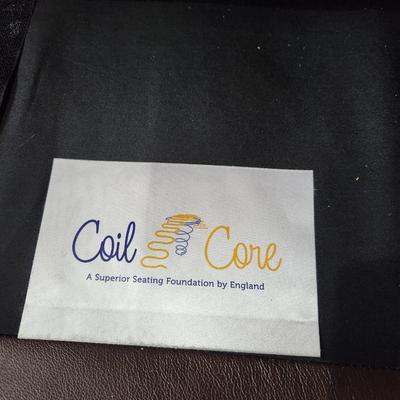 Coil Core
A Superior Seating Foundation by England